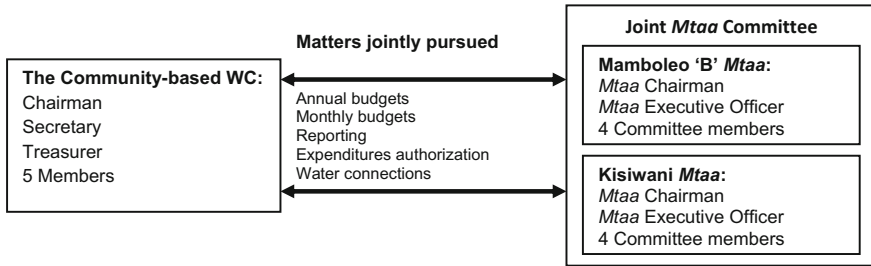 The Community-based WC:
Chairman
Secretary
Treasurer
5 Members
Matters jointly pursued
Annual budgets
Monthly budgets
Reporting
Expenditures authorization
Water connections
Joint Mtaa Committee
Mamboleo ‘B’ Mtaa:
Mtaa Chairman
Mtaa Executive Officer
4 Committee members
Kisiwani Mtaa:
Mtaa Chairman
Mtaa Executive Officer
4 Committee members